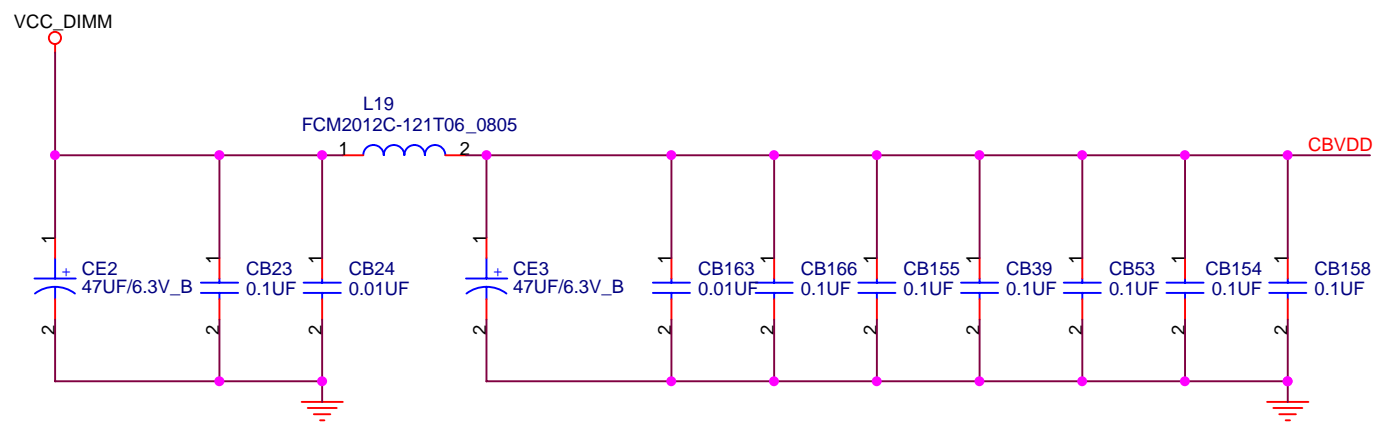 VCC_DIMM
L19
FCM2012C-121T06_0805
1
2
CBVDD
1
1
1
1
1
1
1
1
1
1
1
CE2
47UF/6.3V_B
+
CB23
0.1UF
CB24
0.01UF
CE3
47UF/6.3V_B
+
CB163
0.01UF
CB166
0.1UF
CB155
0.1UF
CB39
0.1UF
CB53
0.1UF
CB154
0.1UF
CB158
0.1UF
2
2
2
2
2
2
2
2
2
2
2